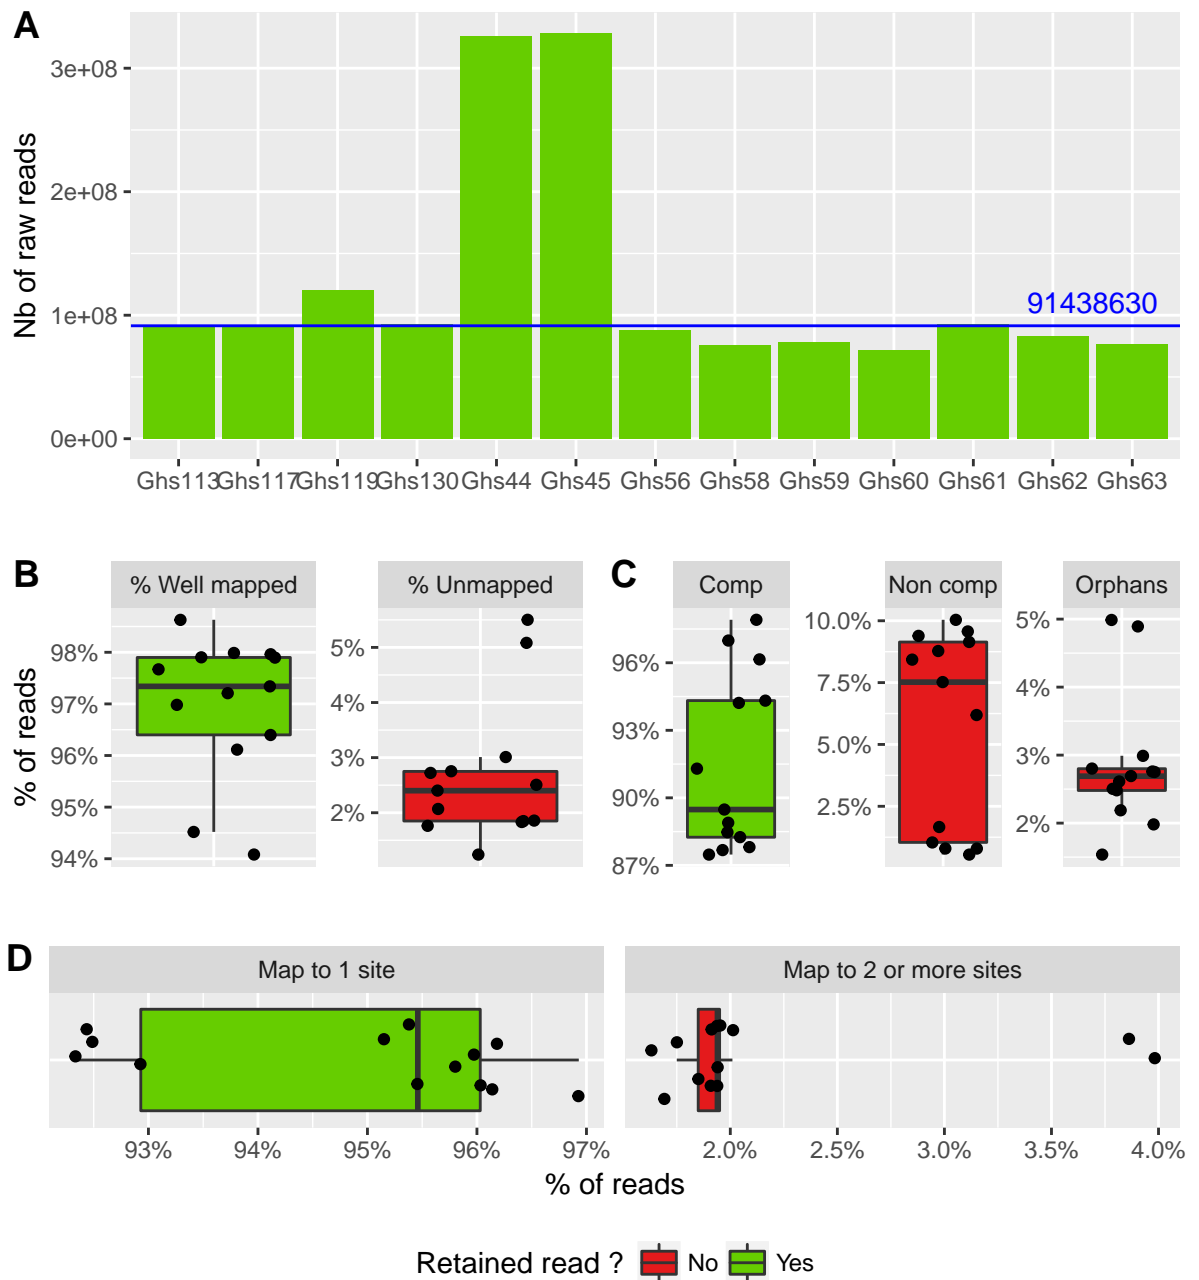 A
Nb of raw reads
3e+08
2e+08
1e+08
0e+00
91438630
Ghs113 Ghs117 Ghs119 Ghs130 Ghs44 Ghs45 Ghs56 Ghs58 Ghs59 Ghs60 Ghs61 Ghs62 Ghs63
B
% of reads
% Well mapped
98%
97%
96%
95%
94%
% Unmapped
5%
4%
3%
2%
C
Comp
96%
93%
90%
87%
Non comp
10.0%
7.5%
5.0%
2.5%
Orphans
5%
4%
3%
2%
D
Map to 1 site
93% 94% 95% 96% 97%
Map to 2 or more sites
2.0% 2.5% 3.0% 3.5% 4.0%
% of reads
Retained read ? No Yes